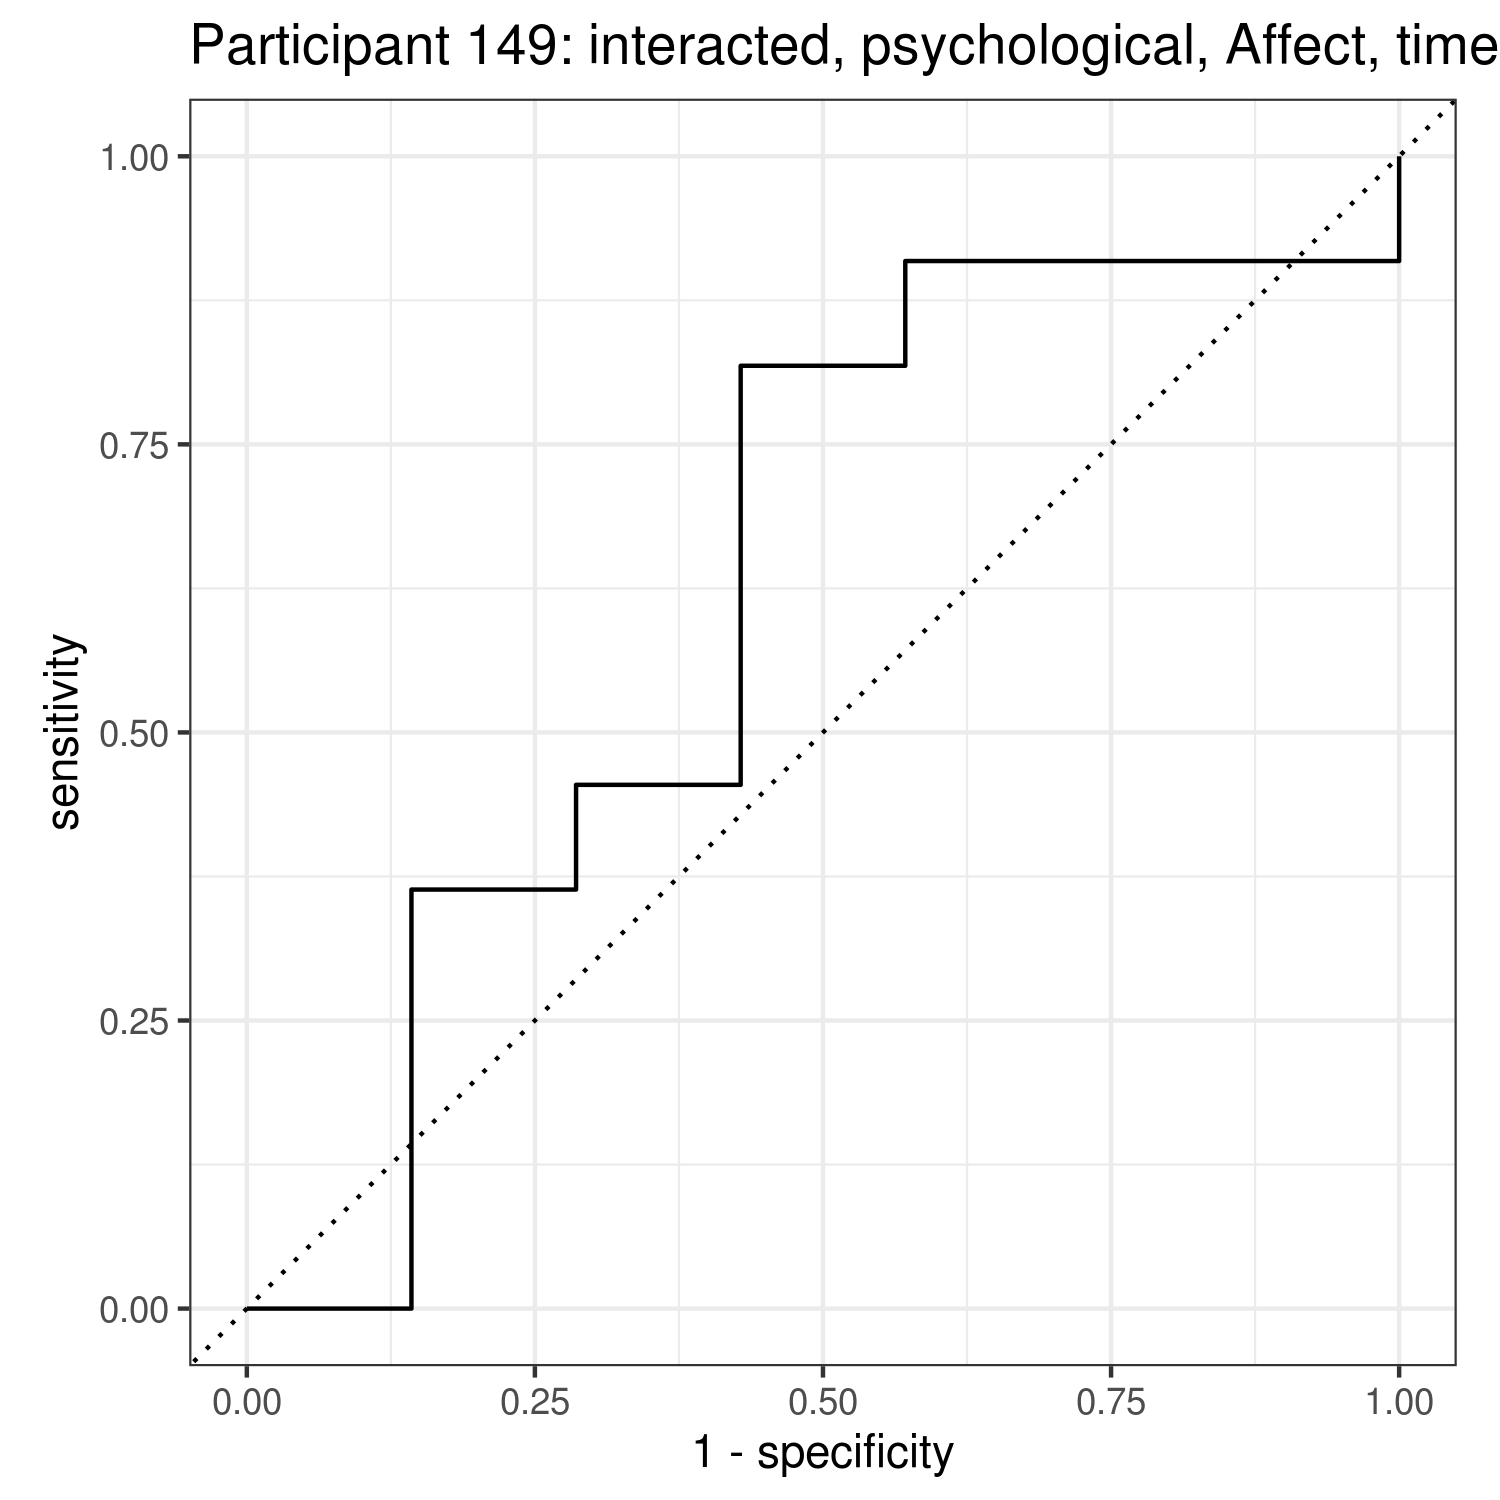 Participant 149: interacted, psychological, Affect, time
1.00
0.75
0.50
0.25
0.00
sensitivity
0.00 0.25 0.50 0.75 1.00
1 - specificity